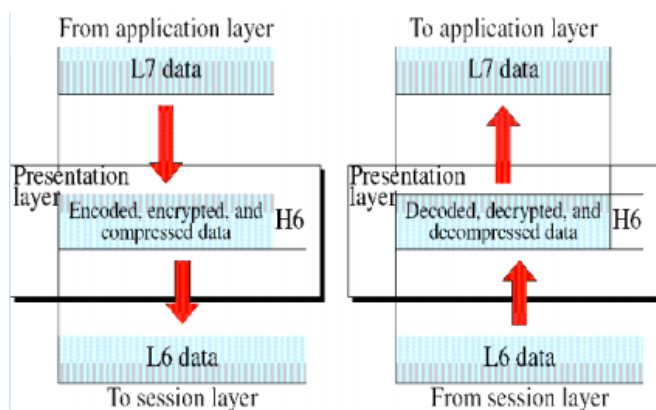 From application layer
L7 data
Presentation
layer
Encoded, encrypted, and
compressed data
H6
L6 data
To session layer
To application layer
L7 data
Presentation
layer
Decoded, decrypted, and
decompressed data
H6
L6 data
From session layer